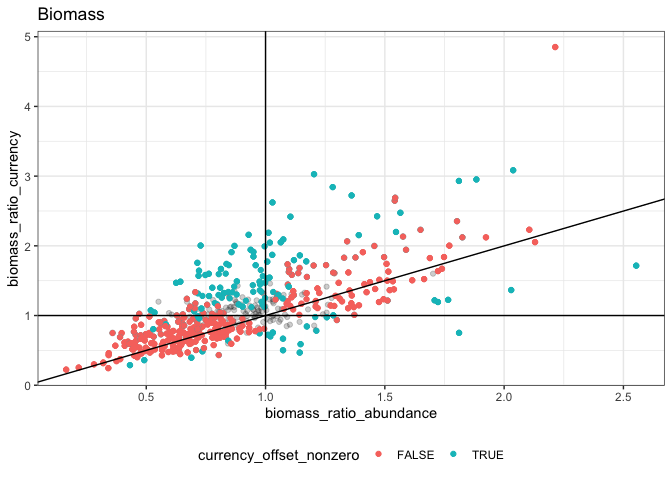 Biomass
biomass_ratio_currency
5
4
3
2
1
0
0.5
1.0
1.5
2.0
2.5
biomass_ratio_abundance
currency_offset_nonzero
FALSE
TRUE